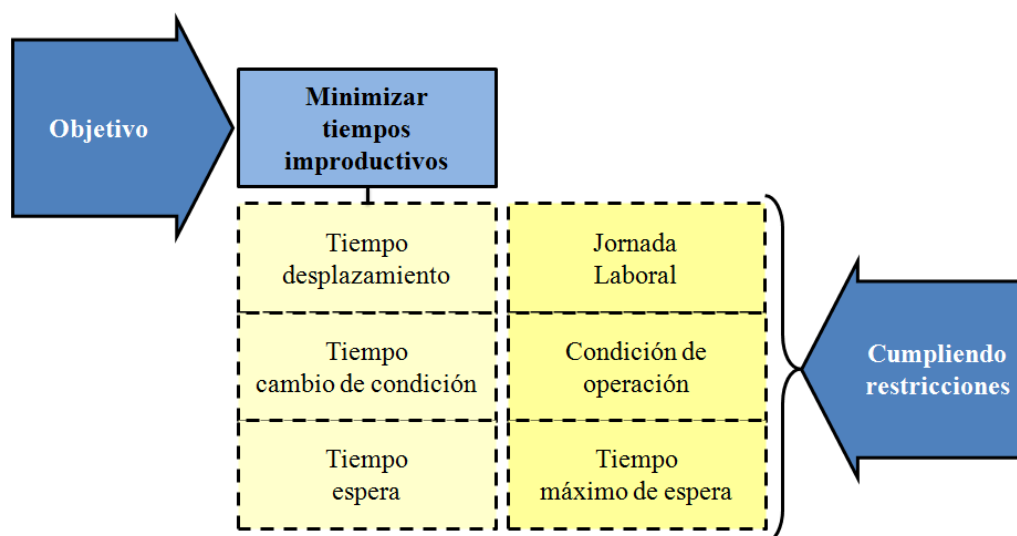 Objetivo
Minimizar
tiempos
improductivos
Tiempo
desplazamiento
Jornada
Laboral
Tiempo
cambio de condición
Condición de
operación
Tiempo
espera
Tiempo
máximo de espera
Cumpliendo
restricciones